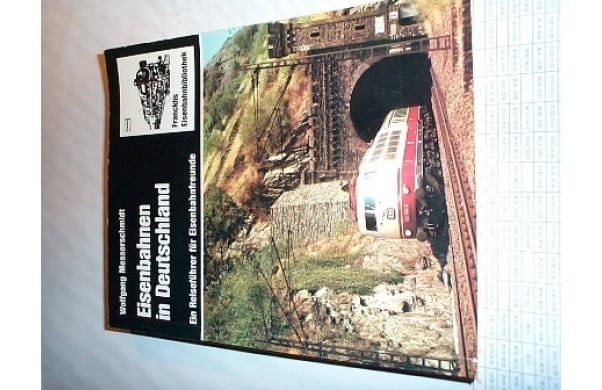 Franckhs
Eisenbahnbibliothek
Wolfgang Messerschmidt
Eisenbahnen
in Deutschland
Ein Reiseführer für Eisenbahnfreunde